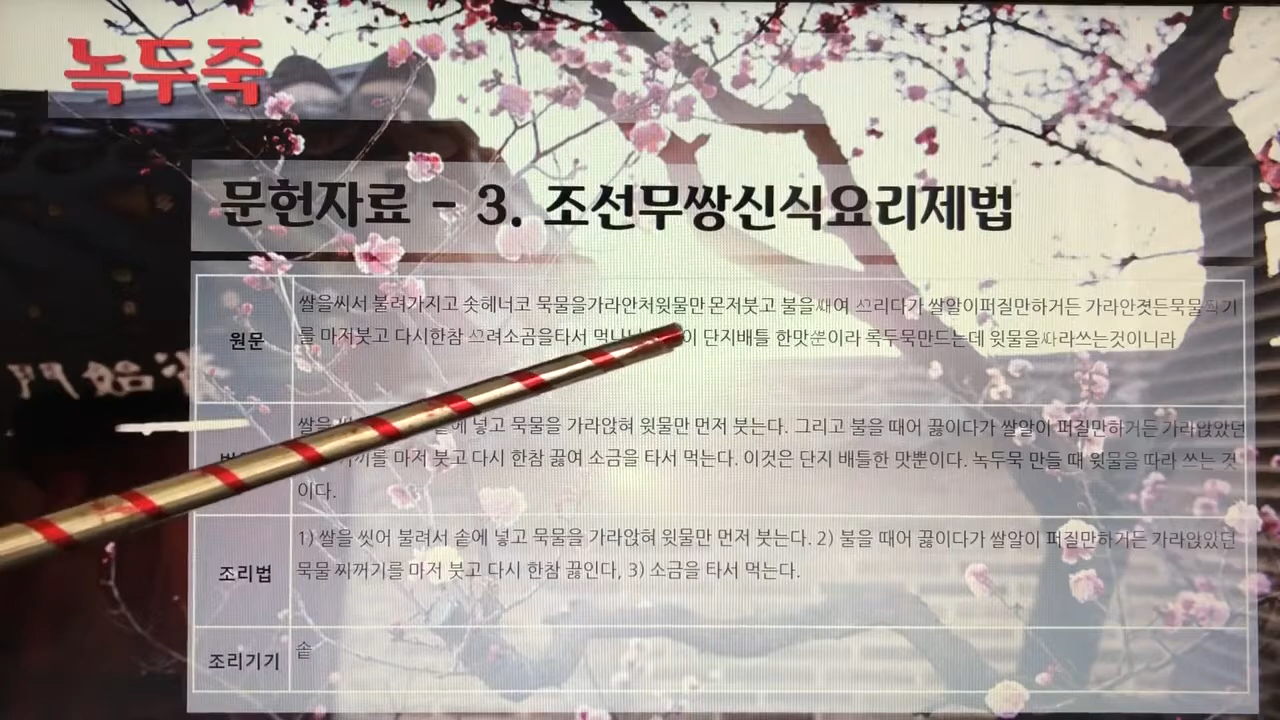 녹두죽
문헌자료 - 3. 조선무쌍신식요리제법
원문
쌀을씨서 불려가지고 솟헤너코 묵물을가라안처윗물만 몬저붓고 불을때여 끄리다가 쌀알이퍼질만하거든 가라안젓든묵물찍기
를 마저붓고 다시한참 끄려소곰을타서 단지배틀 한맛뿐이라 록두묵만드는데 윗물을따라쓰는것이니라
쌀을 넣고 묵물을 가라앉혀 윗물만 먼저 붓는다. 그리고 불을 때어 끓이다가 쌀알이 퍼질만하거든 가라앉았던
마저 붓고 다시 한참 끓여 소금을 타서 먹는다. 이것은 단지 배틀한 맛뿐이다. 녹두묵 만들 때 윗물을 따라 쓰는 것
이다.
조리법
1) 쌀을 씻어 불려서 솥에 넣고 묵물을 가라앉혀 윗물만 먼저 붓는다. 2) 불을 때어 끓이다가 쌀알이 퍼질만하거든 가라앉았던
묵물 찌꺼기를 마저 붓고 다시 한참 끓인다, 3) 소금을 타서 먹는다.
조리기기
솥